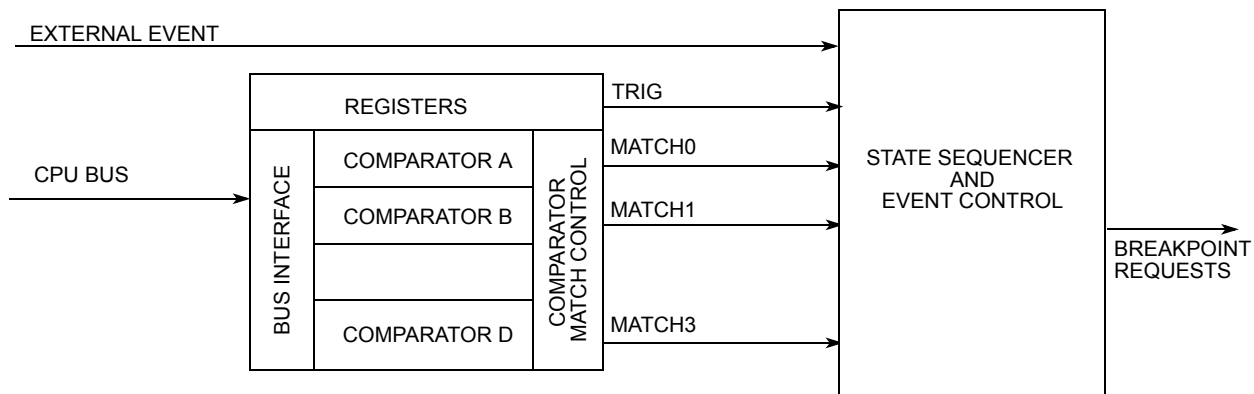 EXTERNAL EVENT
TRIG
REGISTERS
MATCH0
COMPARATOR A
CPU BUS
BUS INTERFACE
COMPARATOR B
COMPARATOR
MATCH CONTROL
MATCH1
COMPARATOR D
MATCH3
STATE SEQUENCER
AND
EVENT CONTROL
BREAKPOINT
REQUESTS